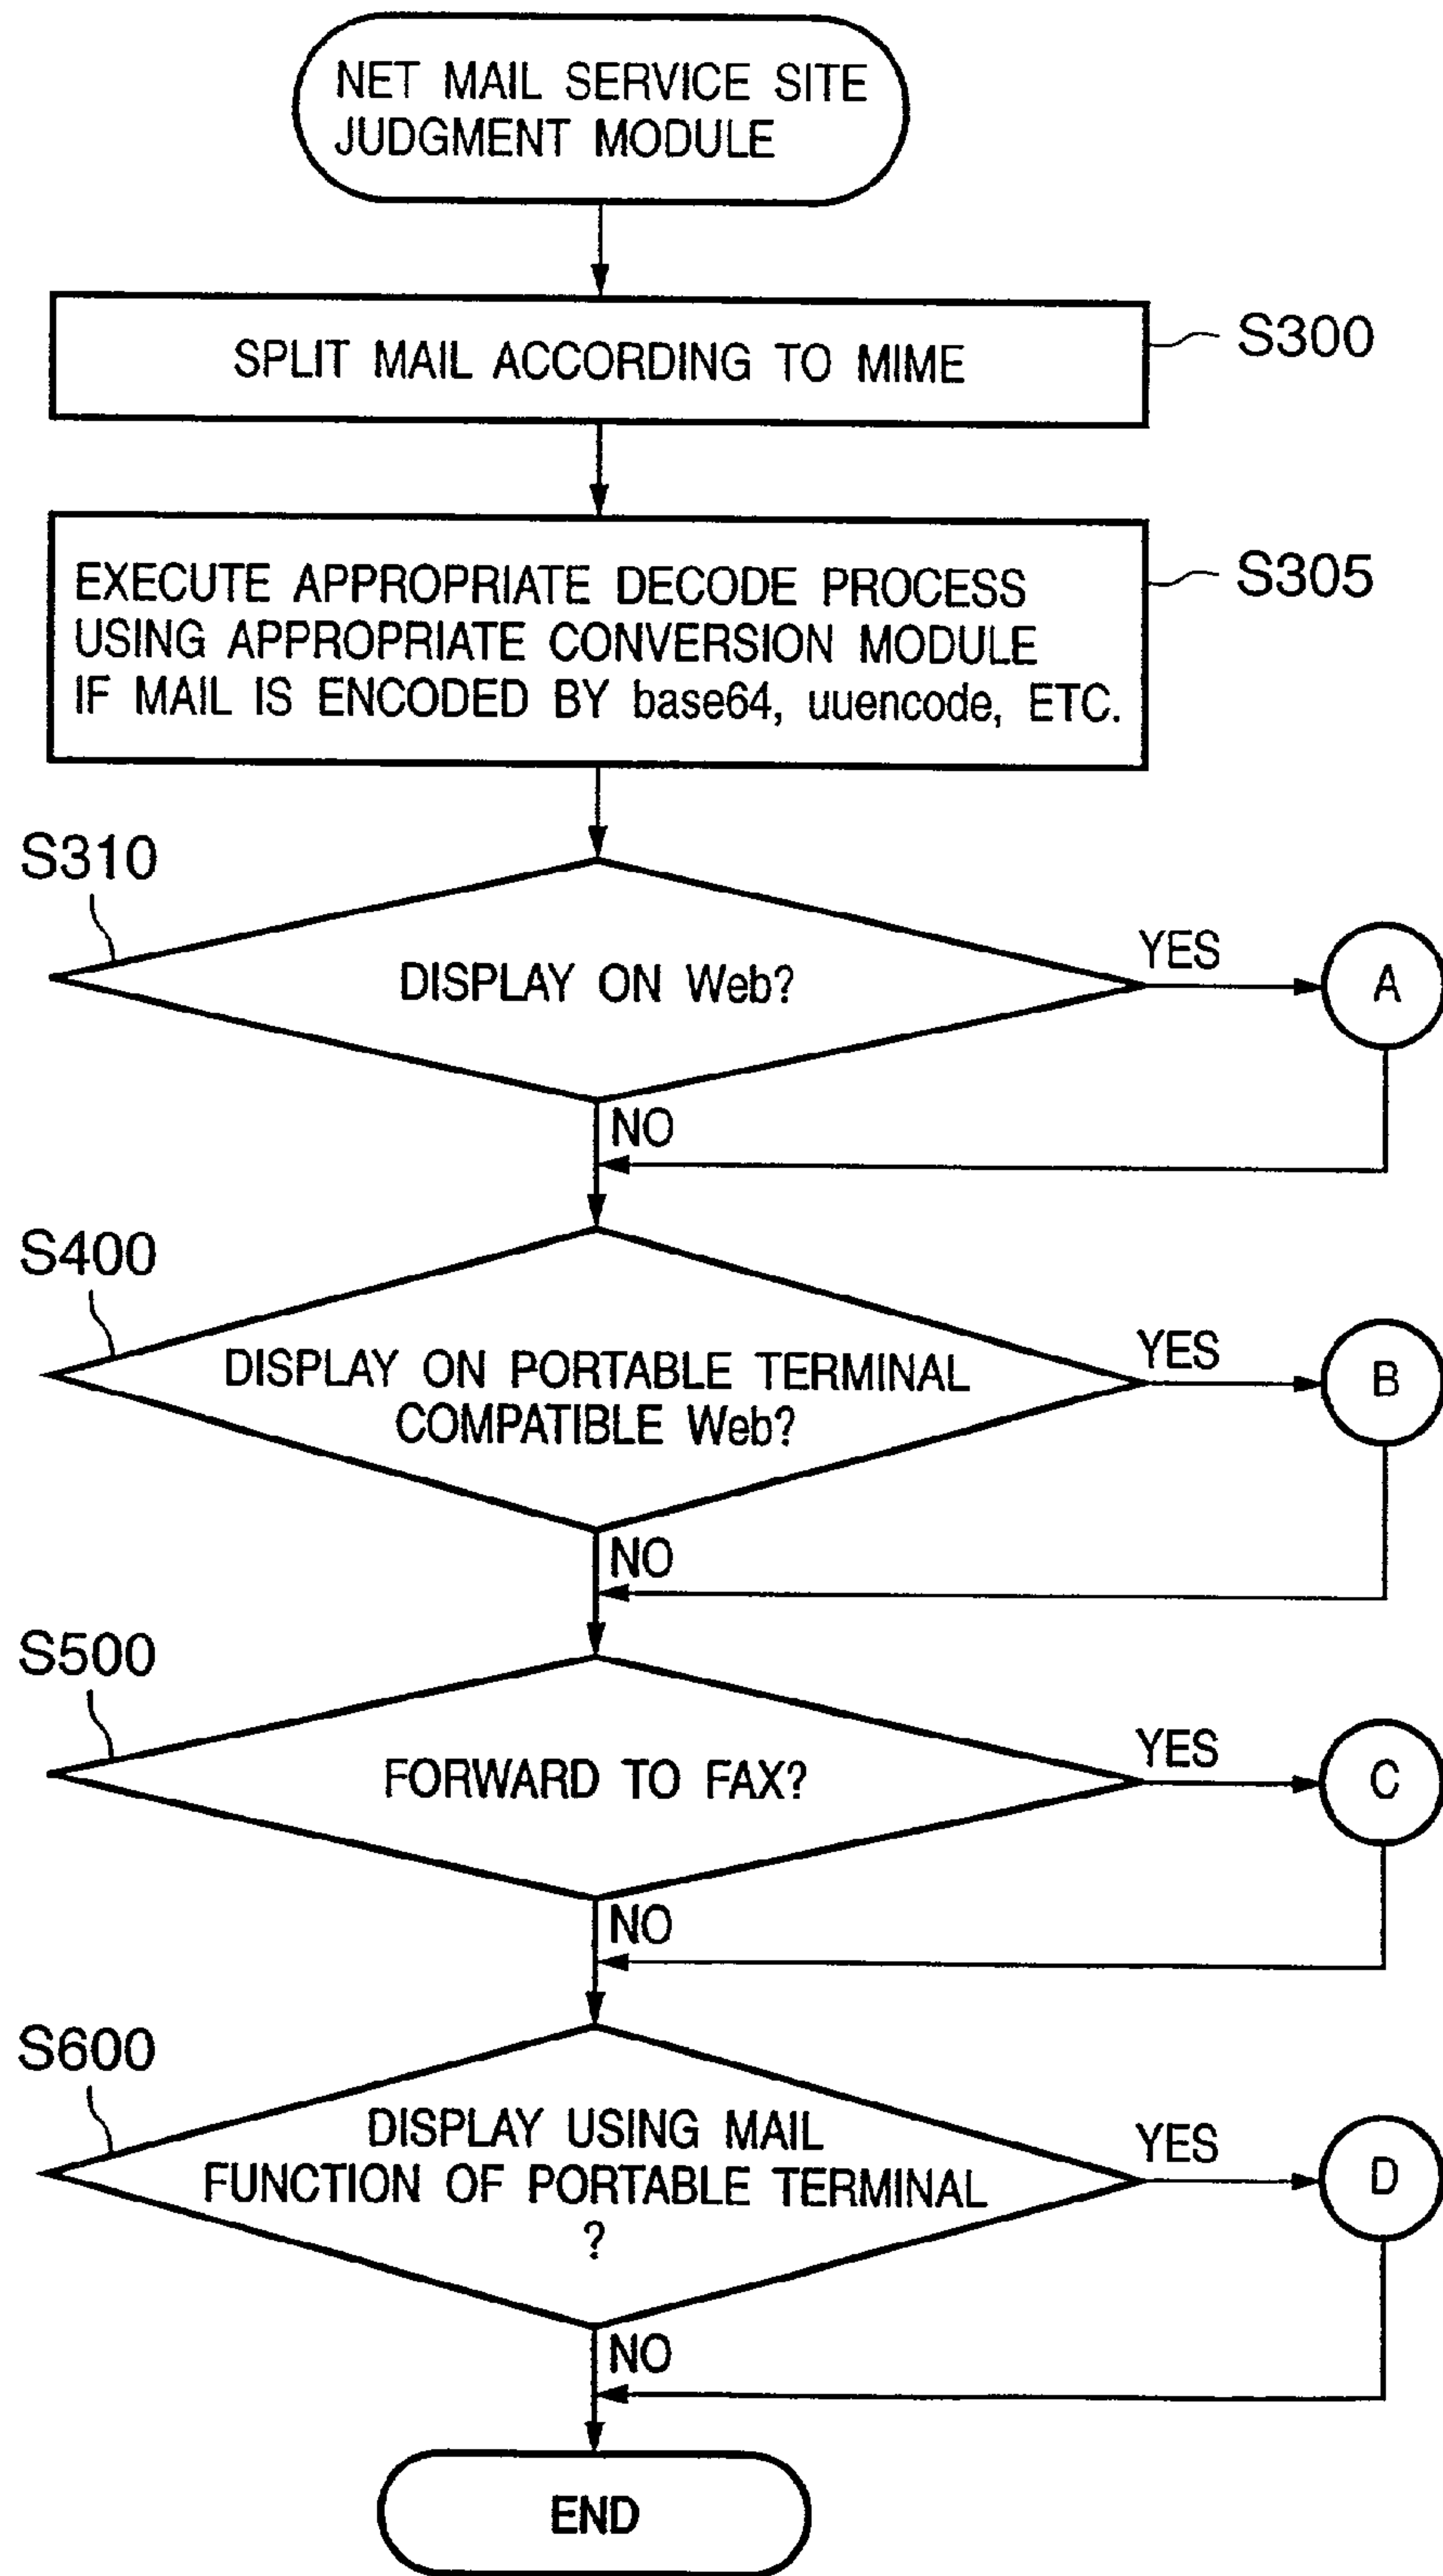 NET MAIL SERVICE SITE
JUDGMENT MODULE
SPLIT MAIL ACCORDING TO MIME
S300
EXECUTE APPROPRIATE DECODE PROCESS
USING APPROPRIATE CONVERSION MODULE
IF MAIL IS ENCODED BY base64, uuencode, ETC.
S305
S310
DISPLAY ON Web?
YES
A
NO
S400
DISPLAY ON PORTABLE TERMINAL
COMPATIBLE Web?
YES
B
NO
S500
FORWARD TO FAX?
YES
C
NO
S600
DISPLAY USING MAIL
FUNCTION OF PORTABLE TERMINAL
?
YES
D
NO
END